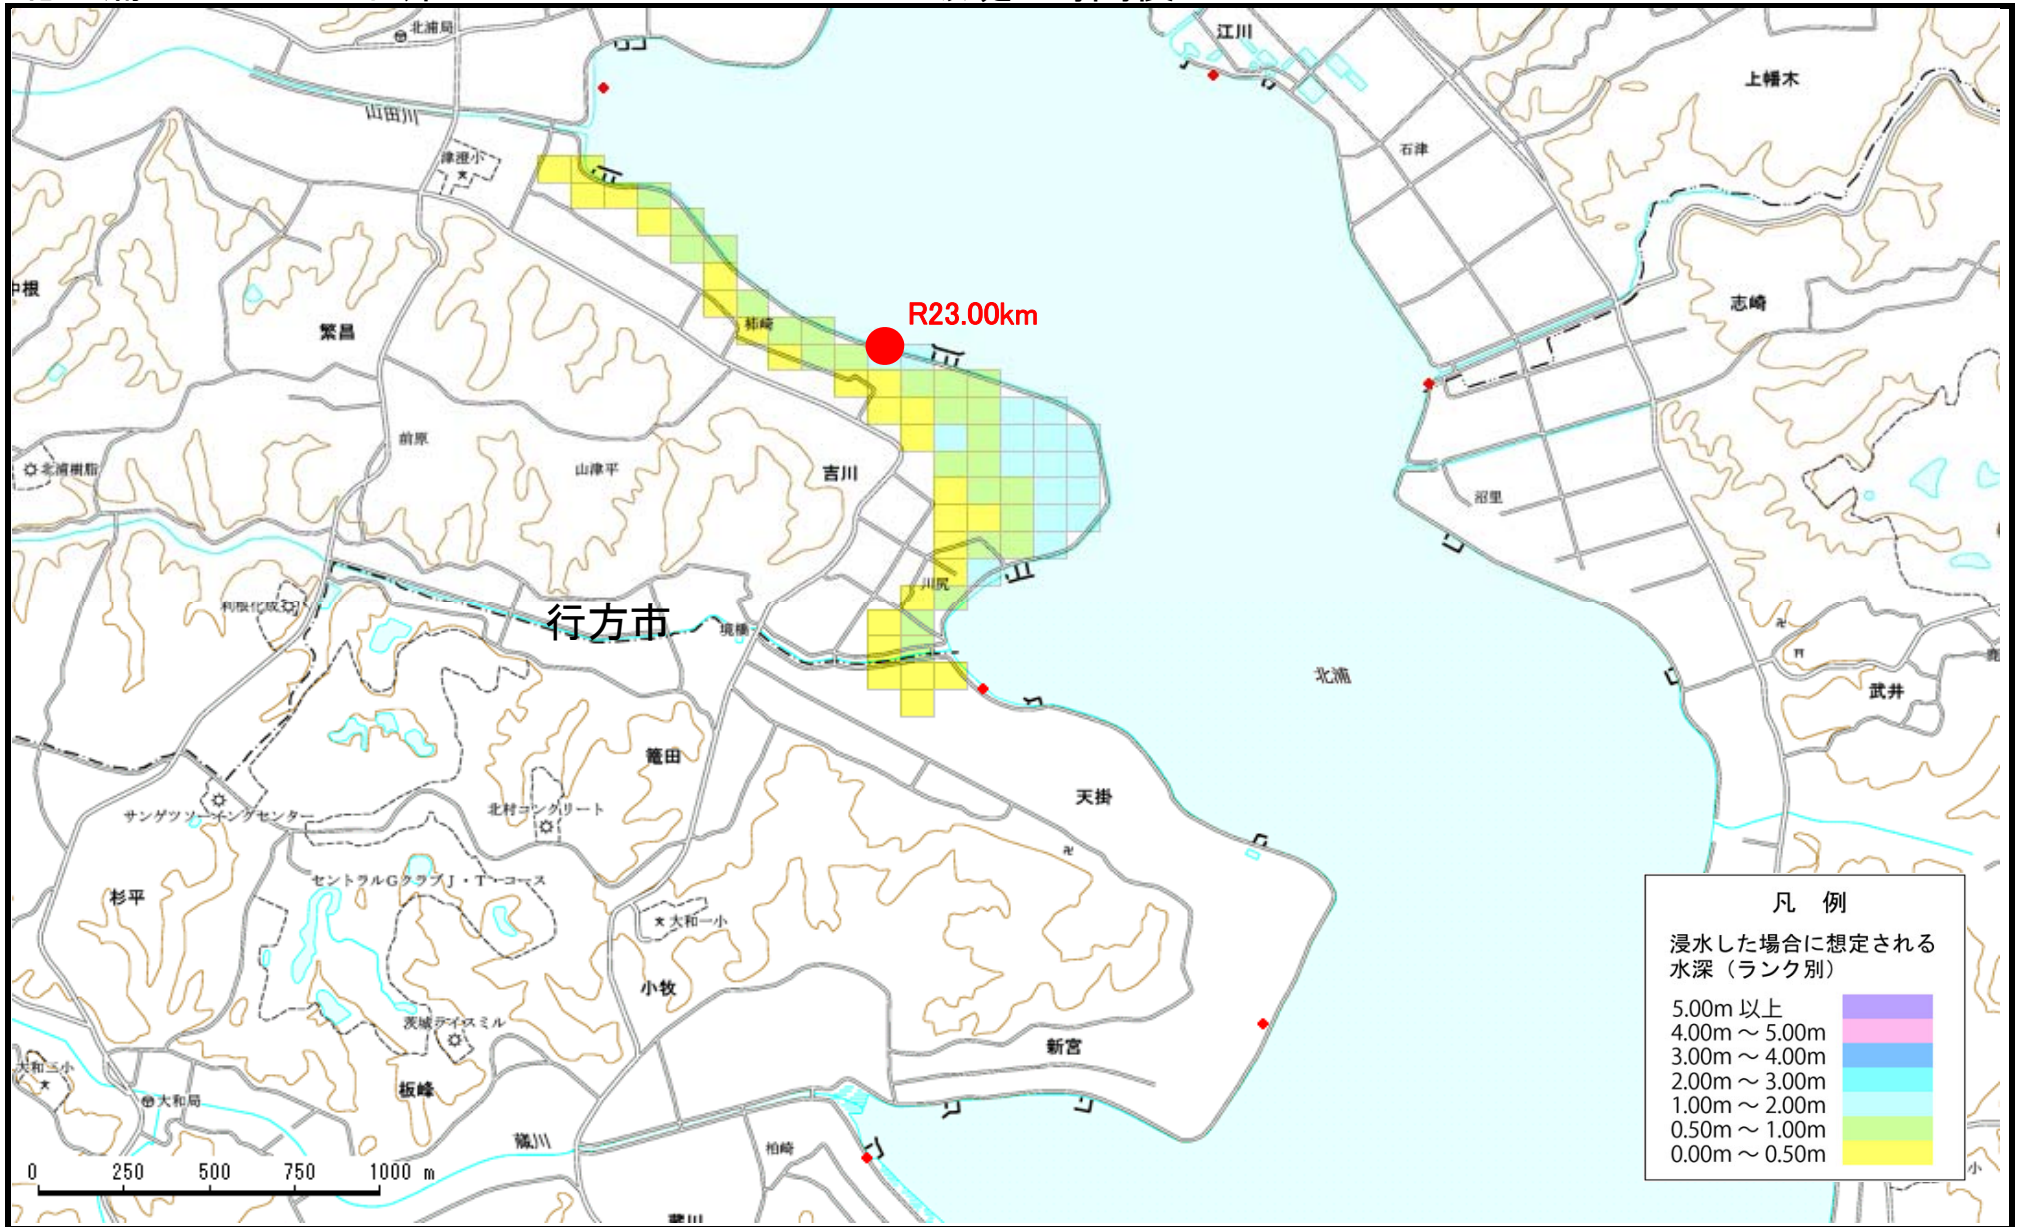 北浦局
江川
上幡木
山田川
津澄小
石津
中根
繁昌
柿崎
R23.00km
志崎
前原
北浦樹脂
山津平
吉川
沼里
利根化成
川尻
行方市
境橋
北浦
武井
篭田
天掛
サンゲツソーイングセンター
北村コンクリート
セントラルGクラブJ・T・コース
杉平
大和一小
小牧
茨城ライスミル
新宮
大和三小
板峰
大和局
蔵川
柏崎
蔵川
小
0 250 500 750 1000 m
凡 例
浸水した場合に想定される
水深（ランク別）
5.00m 以上
4.00m ～ 5.00m
3.00m ～ 4.00m
2.00m ～ 3.00m
1.00m ～ 2.00m
0.50m ～ 1.00m
0.00m ～ 0.50m